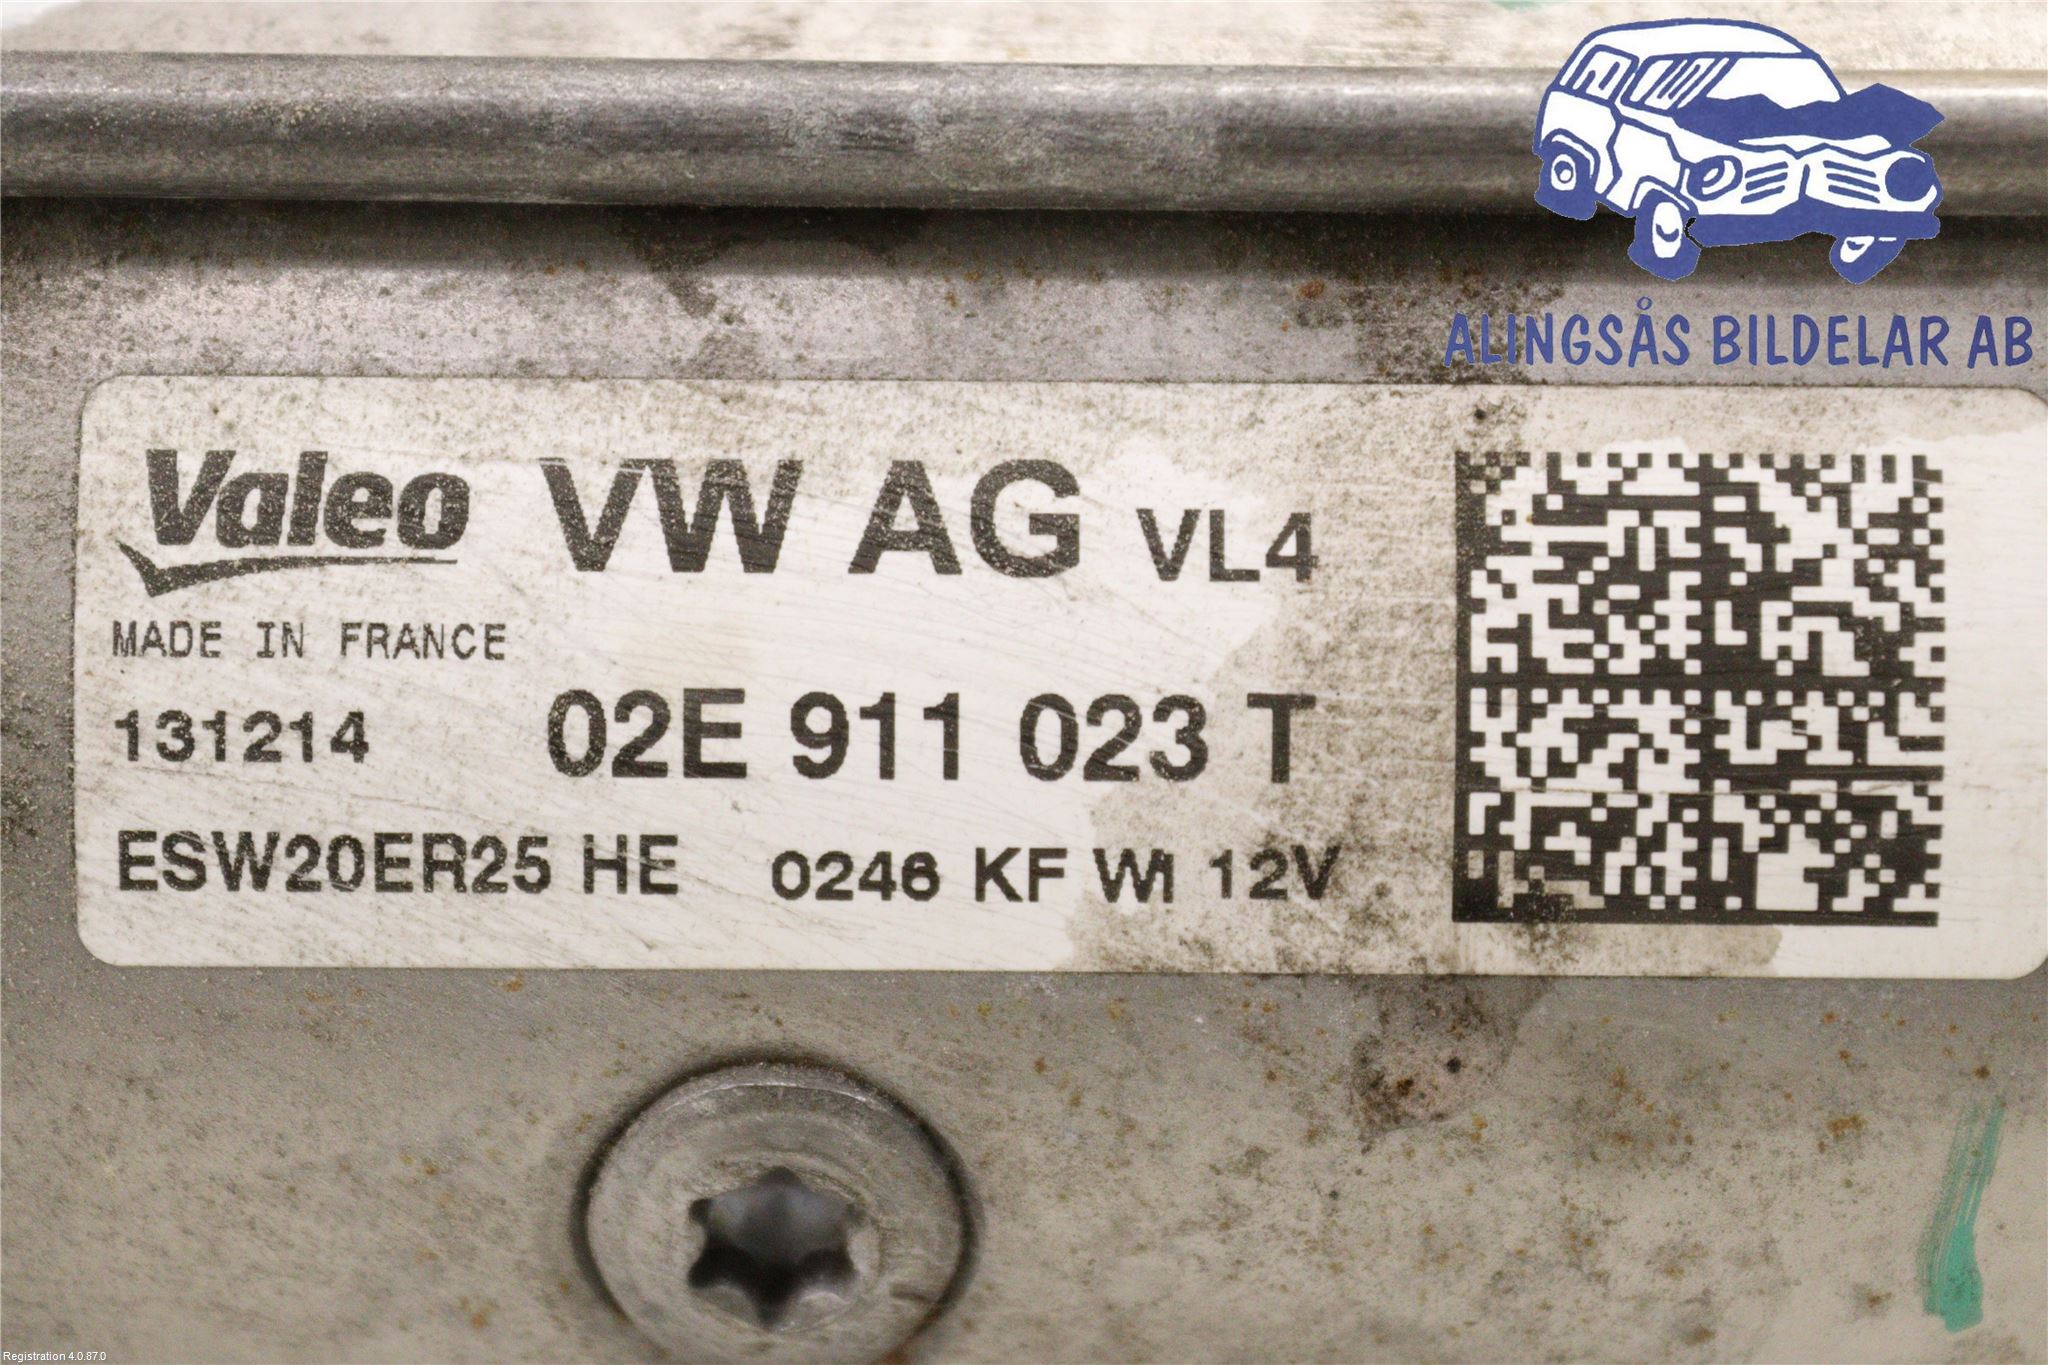 ALINGSÅS BILDELAR AB
Valeo VW AG VL4
MADE IN FRANCE
131214 02E 911 023 T
ESW20ER25 HE 0246 KF WI 12V
Registration 4.0.87.0